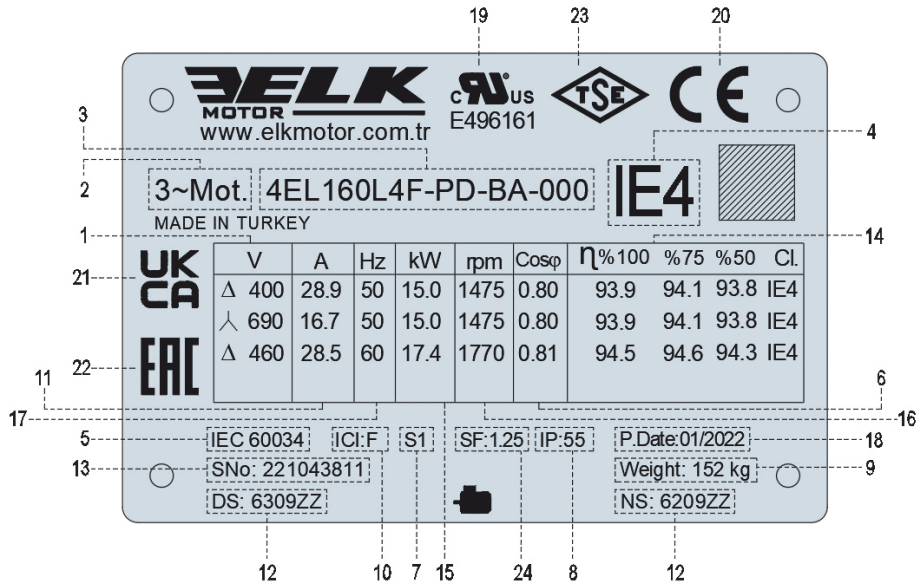 19 23 20
ELK
MOTOR
www.elkmotor.com.tr
c RU US
E496161
TSE
CE
3
4
2
3~Mot. 4EL160L4F-PD-BA-000 IE4
MADE IN TURKEY
1
14
21
UK
CA
V A Hz kW rpm Cosφ η%100 %75 %50 Cl.
Δ 400 28.9 50 15.0 1475 0.80 93.9 94.1 93.8 IE4
⅄ 690 16.7 50 15.0 1475 0.80 93.9 94.1 93.8 IE4
Δ 460 28.5 60 17.4 1770 0.81 94.5 94.6 94.3 IE4
22
EAC
11
6
17
16
5 IEC 60034 ICl:F S1 SF:1.25 IP:55 P.Date:01/2022 18
13 SNo: 221043811 Weight: 152 kg 9
DS: 6309ZZ NS: 6209ZZ
12 10 7 15 24 8 12